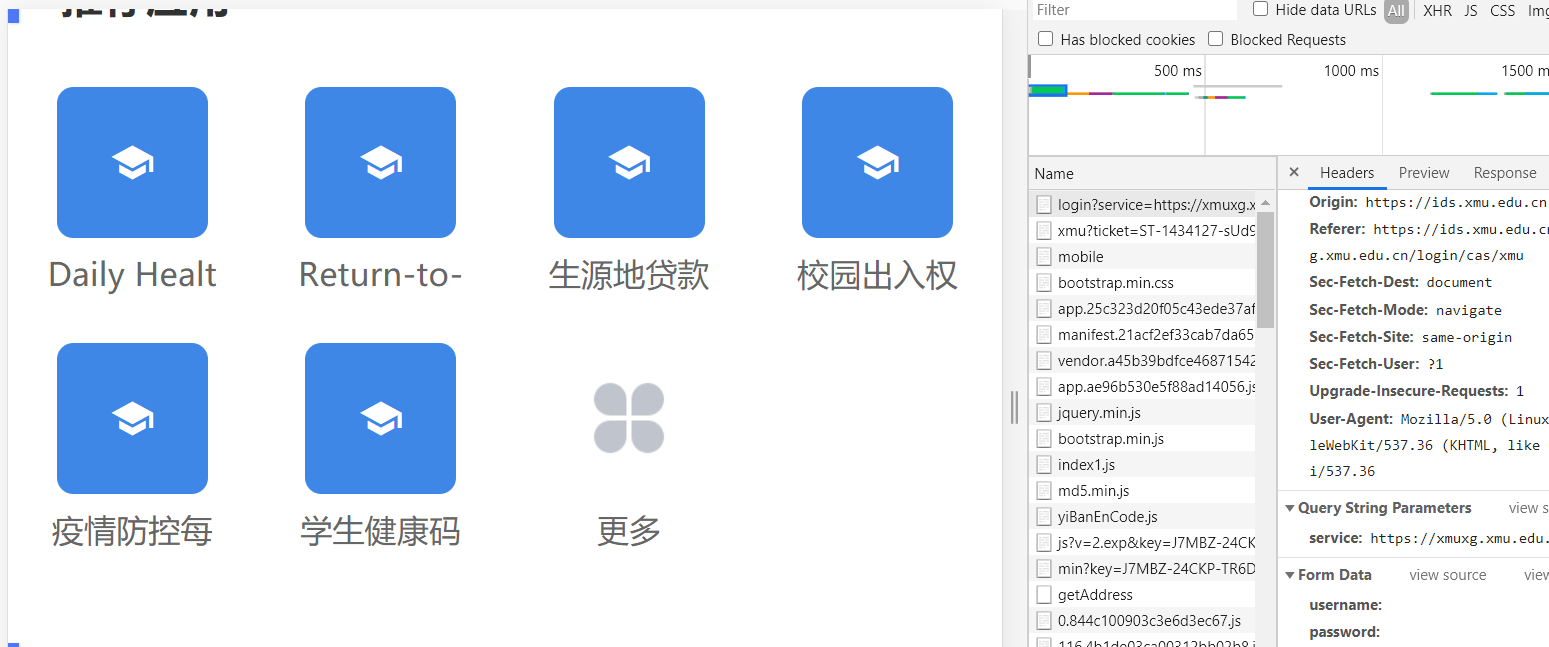 推荐应用
Daily Healt
Return-to-
生源地贷款
校园出入权
疫情防控每
学生健康码
更多
Filter
Hide data URLs
All
XHR
JS
CSS
Img
Has blocked cookies
Blocked Requests
500 ms
1000 ms
1500 m
Name
login?service=https://xmuxg.x
xmu?ticket=ST-1434127-sUd9
mobile
bootstrap.min.css
app.25c323d20f05c43ede37af
manifest.21acf2ef33cab7da65
vendor.a45b39bdfce46871542
app.ae96b530e5f88ad14056.js
jquery.min.js
bootstrap.min.js
index1.js
md5.min.js
yiBanEnCode.js
js?v=2.exp&key=J7MBZ-24CK
min?key=J7MBZ-24CKP-TR6D
getAddress
0.844c100903c3e6d3ec67.js
×
Headers
Preview
Response
Origin: https://ids.xmu.edu.cn
Referer: https://ids.xmu.edu.cn
g.xmu.edu.cn/login/cas/xmu
Sec-Fetch-Dest: document
Sec-Fetch-Mode: navigate
Sec-Fetch-Site: same-origin
Sec-Fetch-User: ?1
Upgrade-Insecure-Requests: 1
User-Agent: Mozilla/5.0 (Linux
leWebKit/537.36 (KHTML, like
i/537.36
Query String Parameters
view s
service: https://xmuxg.xmu.edu.
Form Data
view source
view
username:
password: